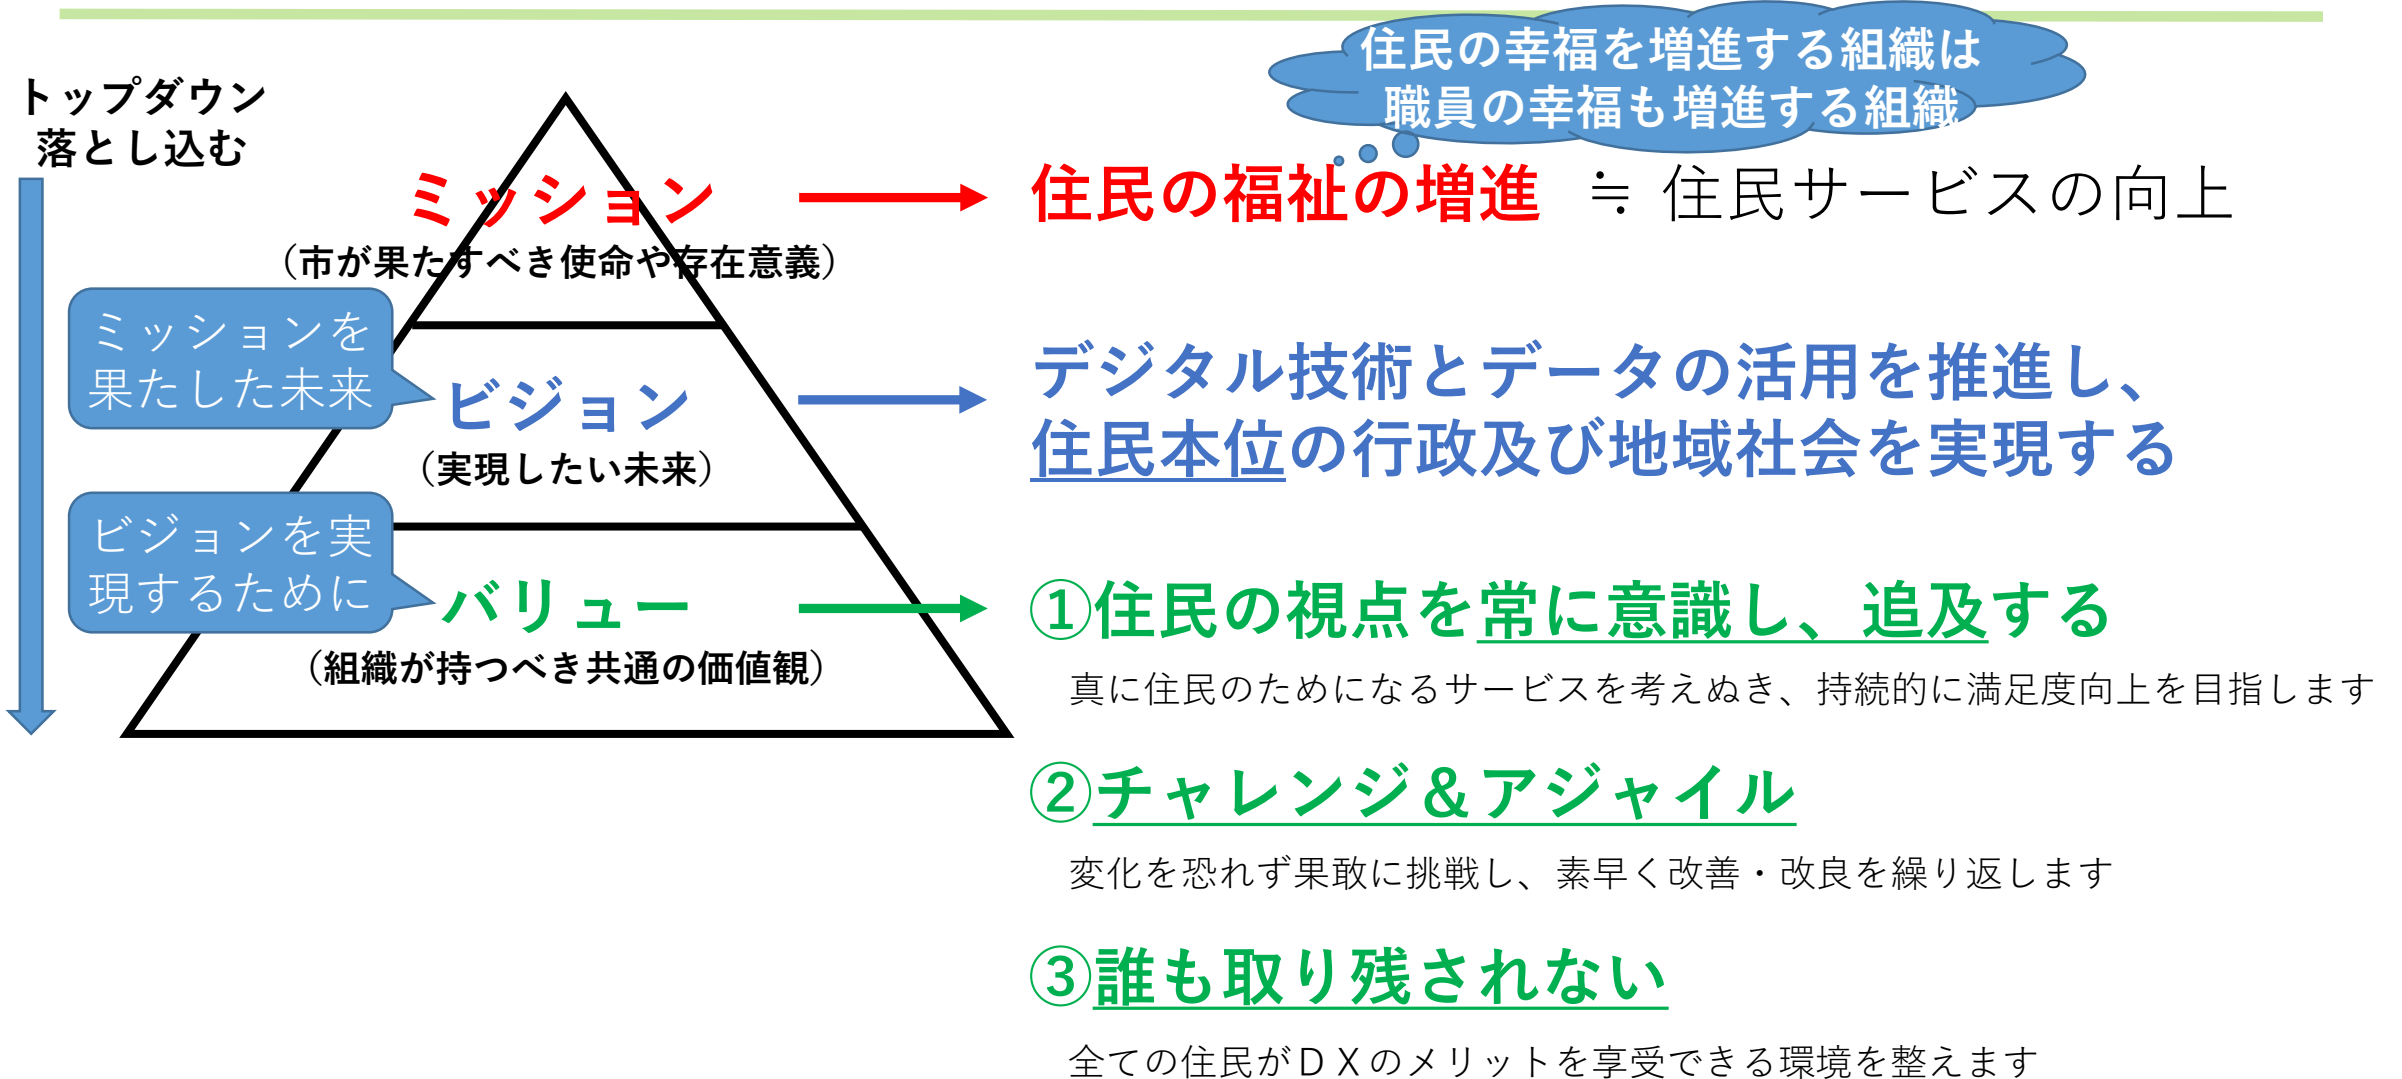 住民の幸福を増進する組織は
職員の幸福も増進する組織
トップダウン
落とし込む
ミッション
（市が果たすべき使命や存在意義）
住民の福祉の増進 ≒ 住民サービスの向上
ミッションを
果たした未来
ビジョン
（実現したい未来）
デジタル技術とデータの活用を推進し、
住民本位の行政及び地域社会を実現する
ビジョンを実
現するために
バリュー
（組織が持つべき共通の価値観）
①住民の視点を常に意識し、追及する
真に住民のためになるサービスを考えぬき、持続的に満足度向上を目指します
②チャレンジ＆アジャイル
変化を恐れず果敢に挑戦し、素早く改善・改良を繰り返します
③誰も取り残されない
全ての住民がＤＸのメリットを享受できる環境を整えます